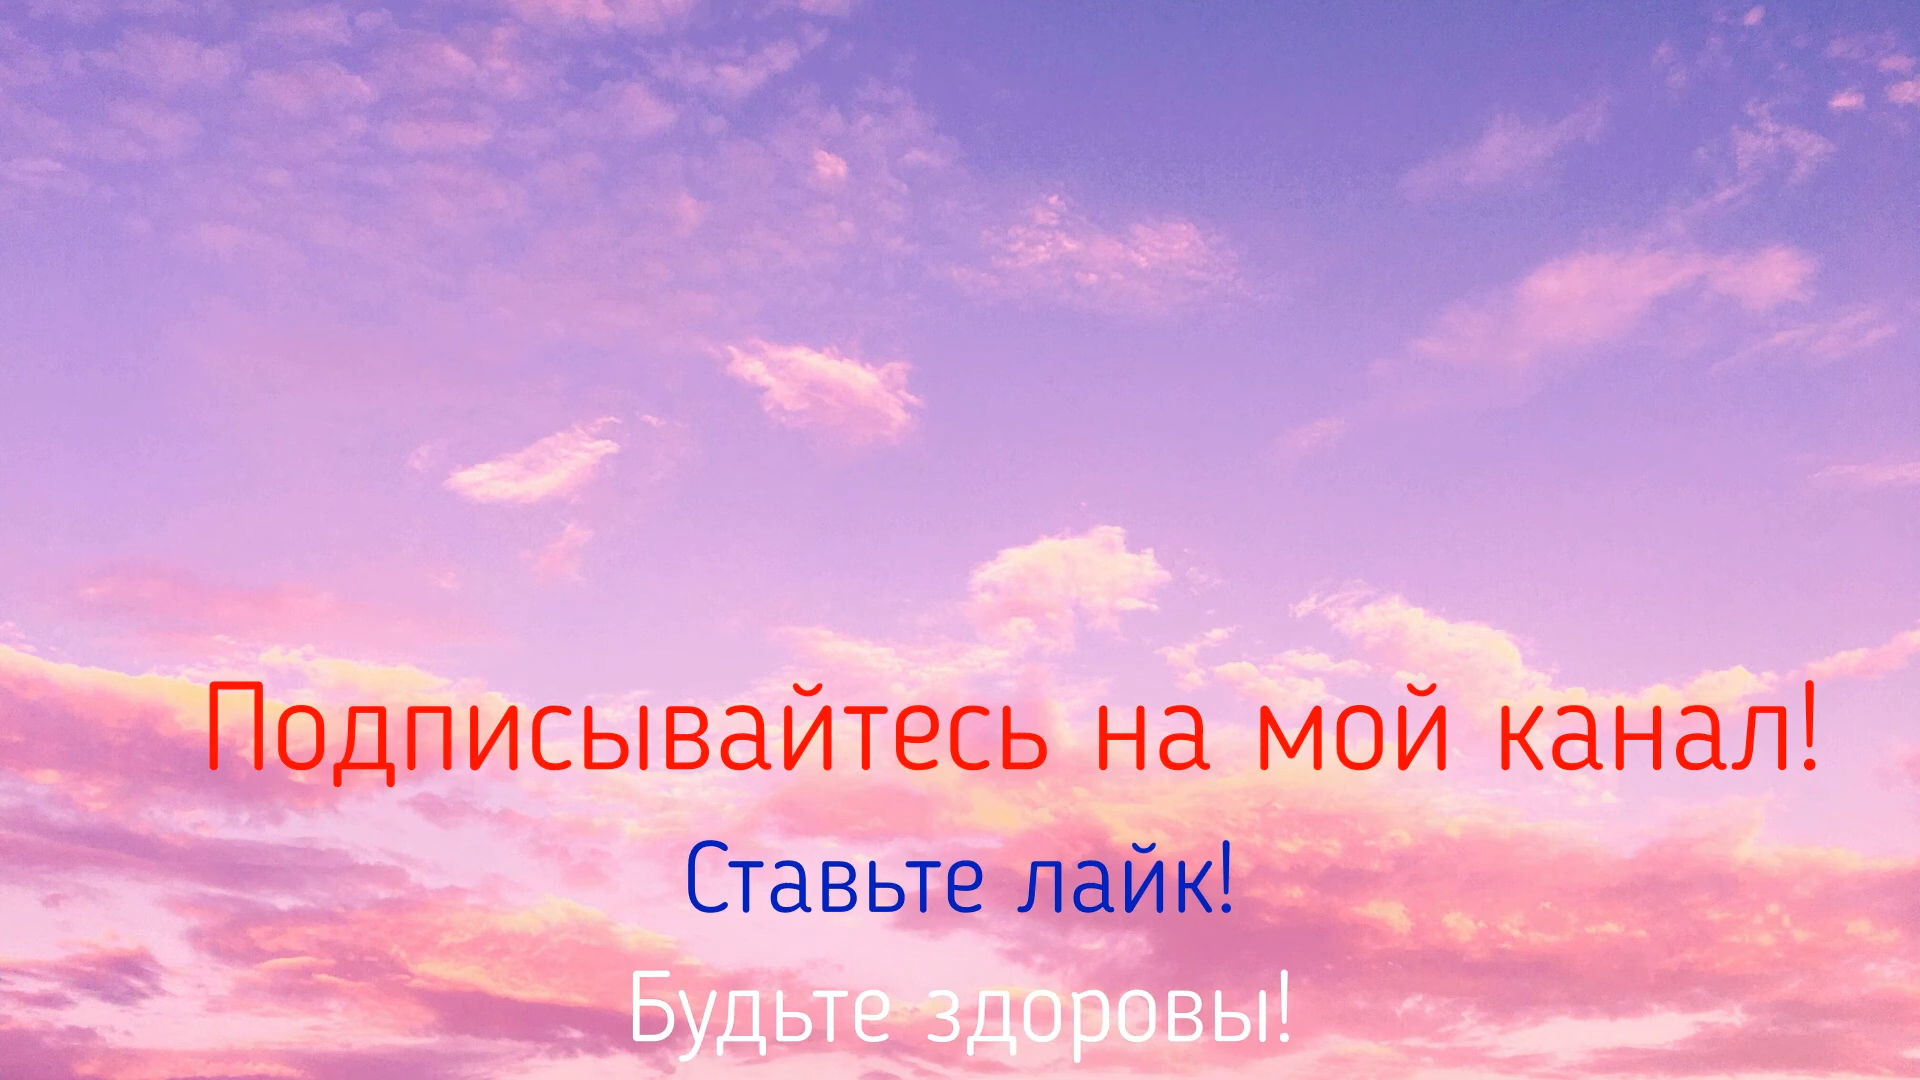 Подписывайтесь на мой канал!
Ставьте лайк!
Будьте здоровы!